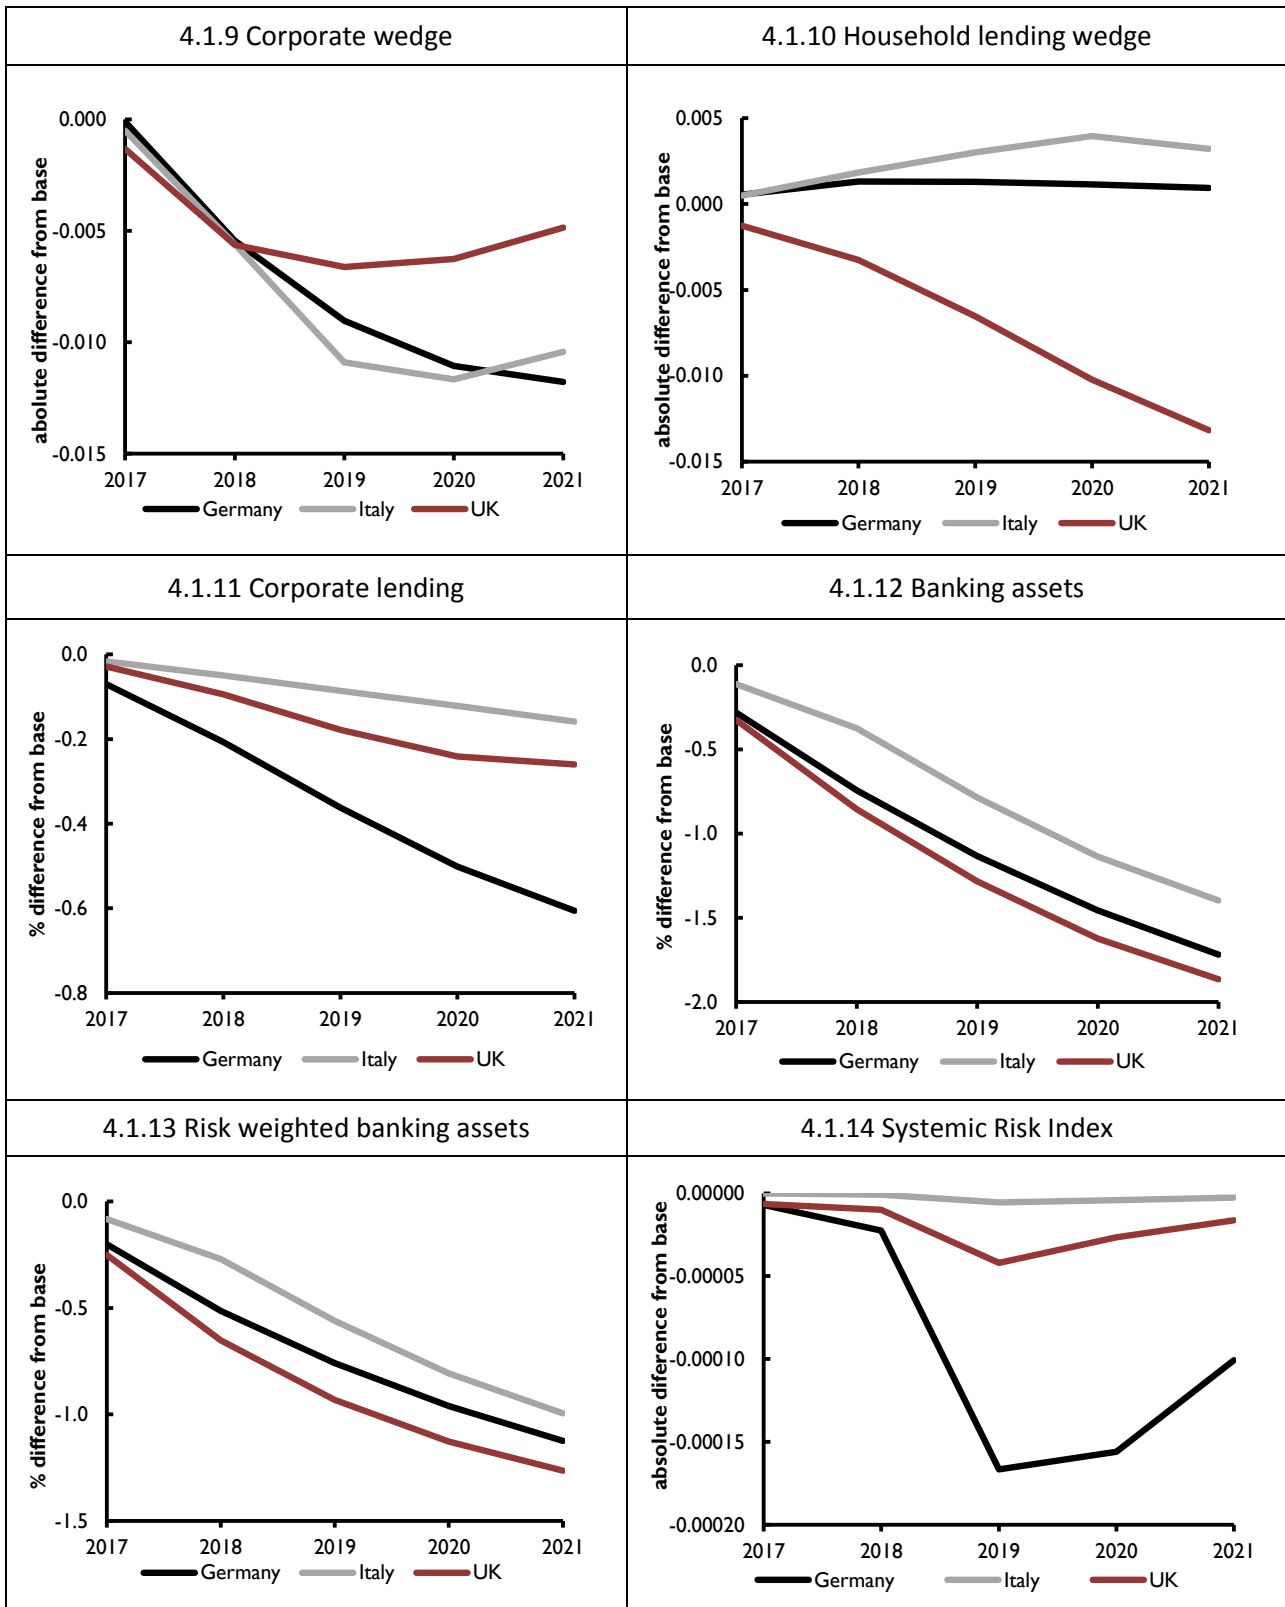 4.1.9 Corporate wedge
4.1.10 Household lending wedge
abolute difference from base
0.000
-0.005
-0.010
-0.015
2017 2018 2019 2020 2021
Germany Italy UK
absolute difference from base
0.005
0.000
-0.005
-0.010
-0.015
2017 2018 2019 2020 2021
Germany Italy UK
4.1.11 Corporate lending
4.1.12 Banking assets
% difference from base
0.0
-0.2
-0.4
-0.6
-0.8
2017 2018 2019 2020 2021
Germany Italy UK
% difference from base
0.0
-0.5
-1.0
-1.5
-2.0
2017 2018 2019 2020 2021
Germany Italy UK
4.1.13 Risk weighted banking assets
4.1.14 Systemic Risk Index
% difference from base
0.0
-0.5
-1.0
-1.5
2017 2018 2019 2020 2021
Germany Italy UK
absolute diference from base
0.00000
-0.00005
-0.00010
-0.00015
-0.00020
2017 2018 2019 2020 2021
Germany Italy UK